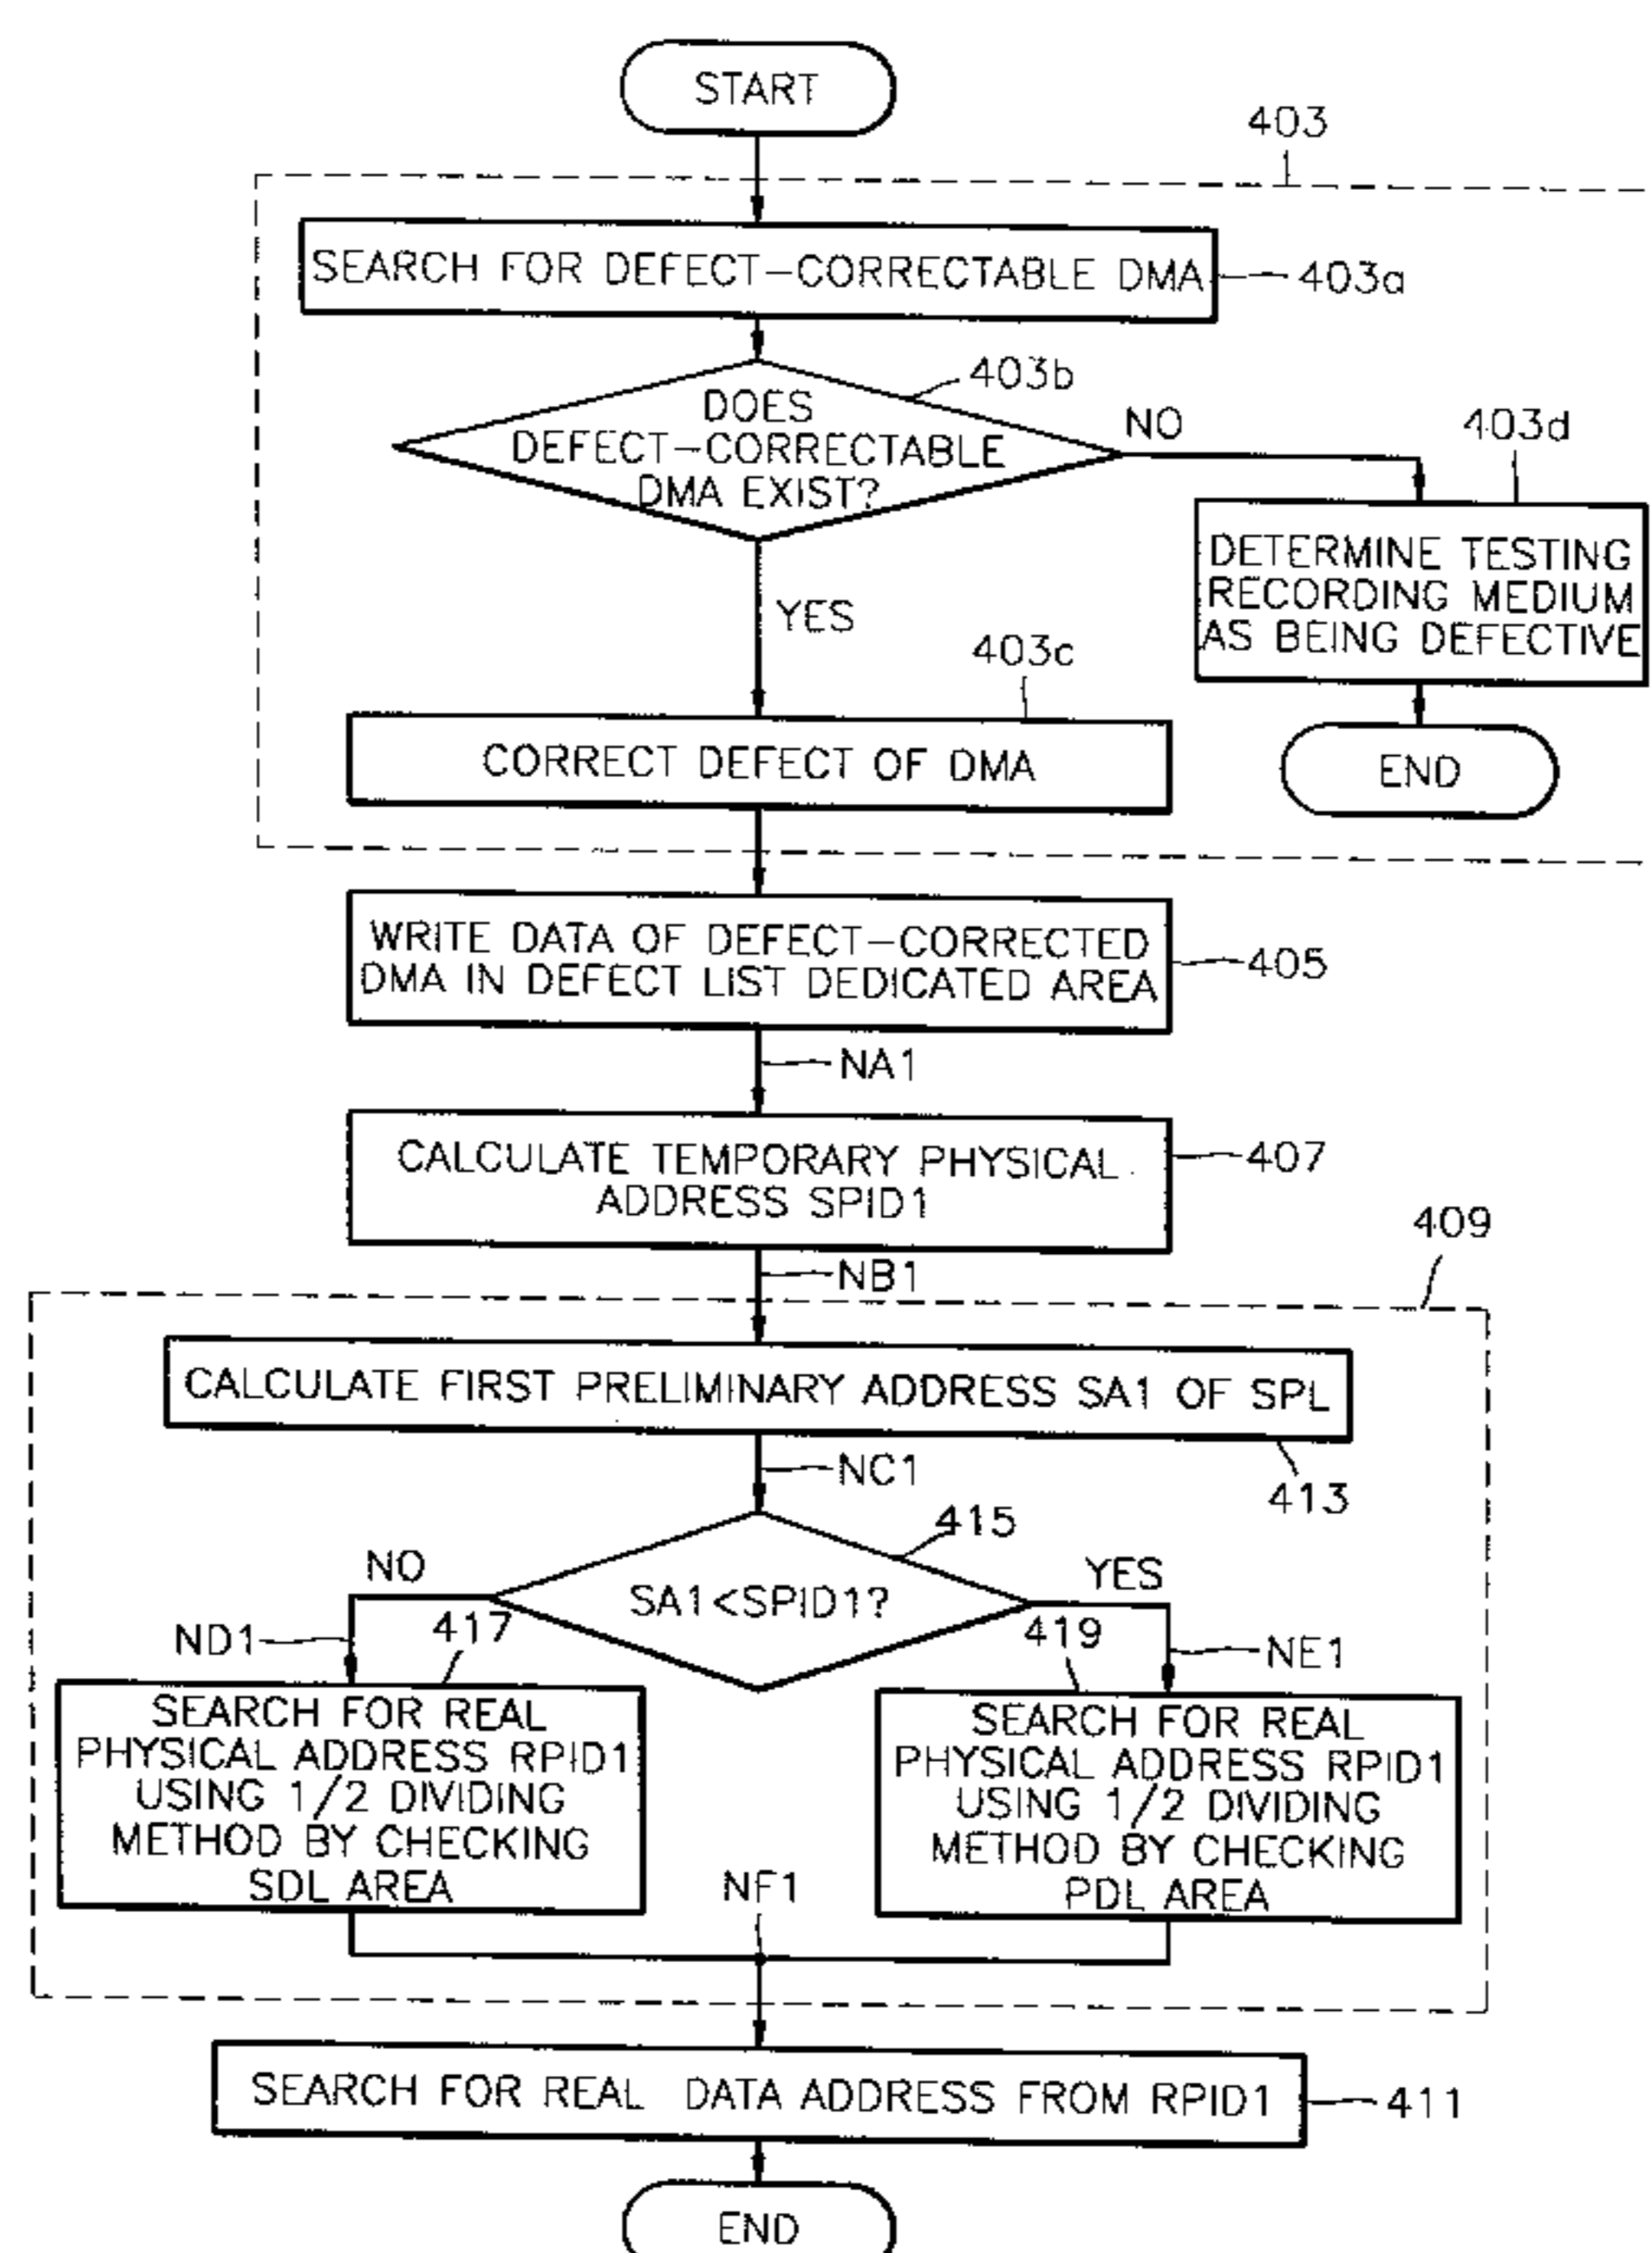 START
403
SEARCH FOR DEFECT-CORRECTABLE DMA
403a
403b
DOES
DEFECT-CORRECTABLE
DMA EXIST?
NO
403d
DETERMINE TESTING
RECORDING MEDIUM
AS BEING DEFECTIVE
YES
403c
CORRECT DEFECT OF DMA
END
WRITE DATA OF DEFECT-CORRECTED
DMA IN DEFECT LIST DEDICATED AREA
405
NA1
CALCULATE TEMPORARY PHYSICAL
ADDRESS SPID1
407
409
NB1
CALCULATE FIRST PRELIMINARY ADDRESS SA1 OF SPL
NC1
413
415
NO
SA1<SPID1?
YES
ND1
417
419
NE1
SEARCH FOR REAL
PHYSICAL ADDRESS RPID1
USING 1/2 DIVIDING
METHOD BY CHECKING
SDL AREA
SEARCH FOR REAL
PHYSICAL ADDRESS RPID1
USING 1/2 DIVIDING
METHOD BY CHECKING
PDL AREA
NF1
SEARCH FOR REAL DATA ADDRESS FROM RPID1
411
END